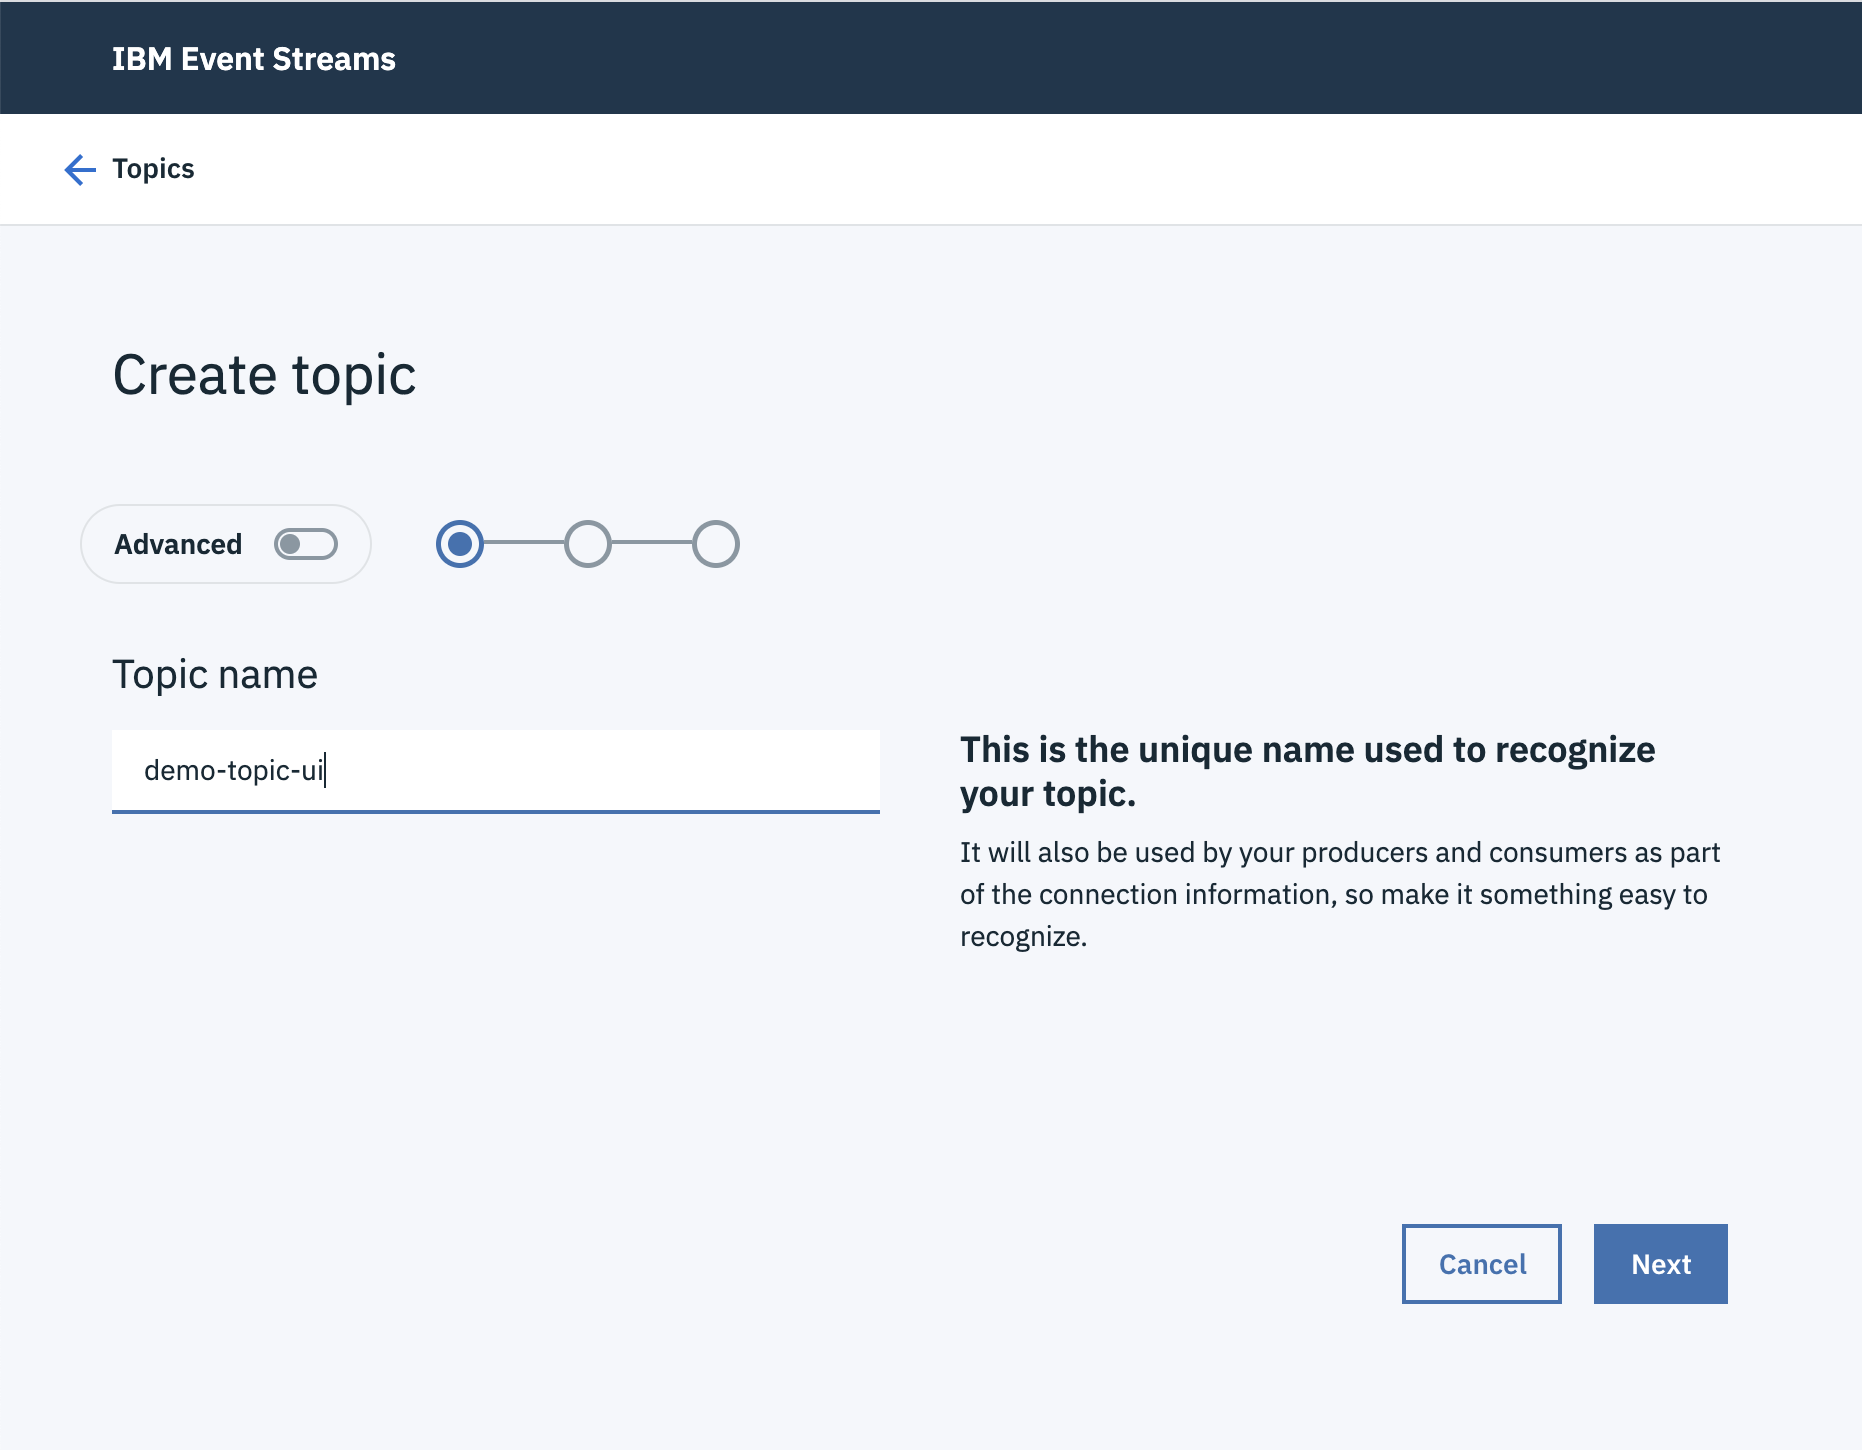 IBM Event Streams
Topics
Create topic
Advanced
Topic name
demo-topic-ui
This is the unique name used to recognize
your topic.
It will also be used by your producers and consumers as part
of the connection information, so make it something easy to
recognize.
Cancel
Next